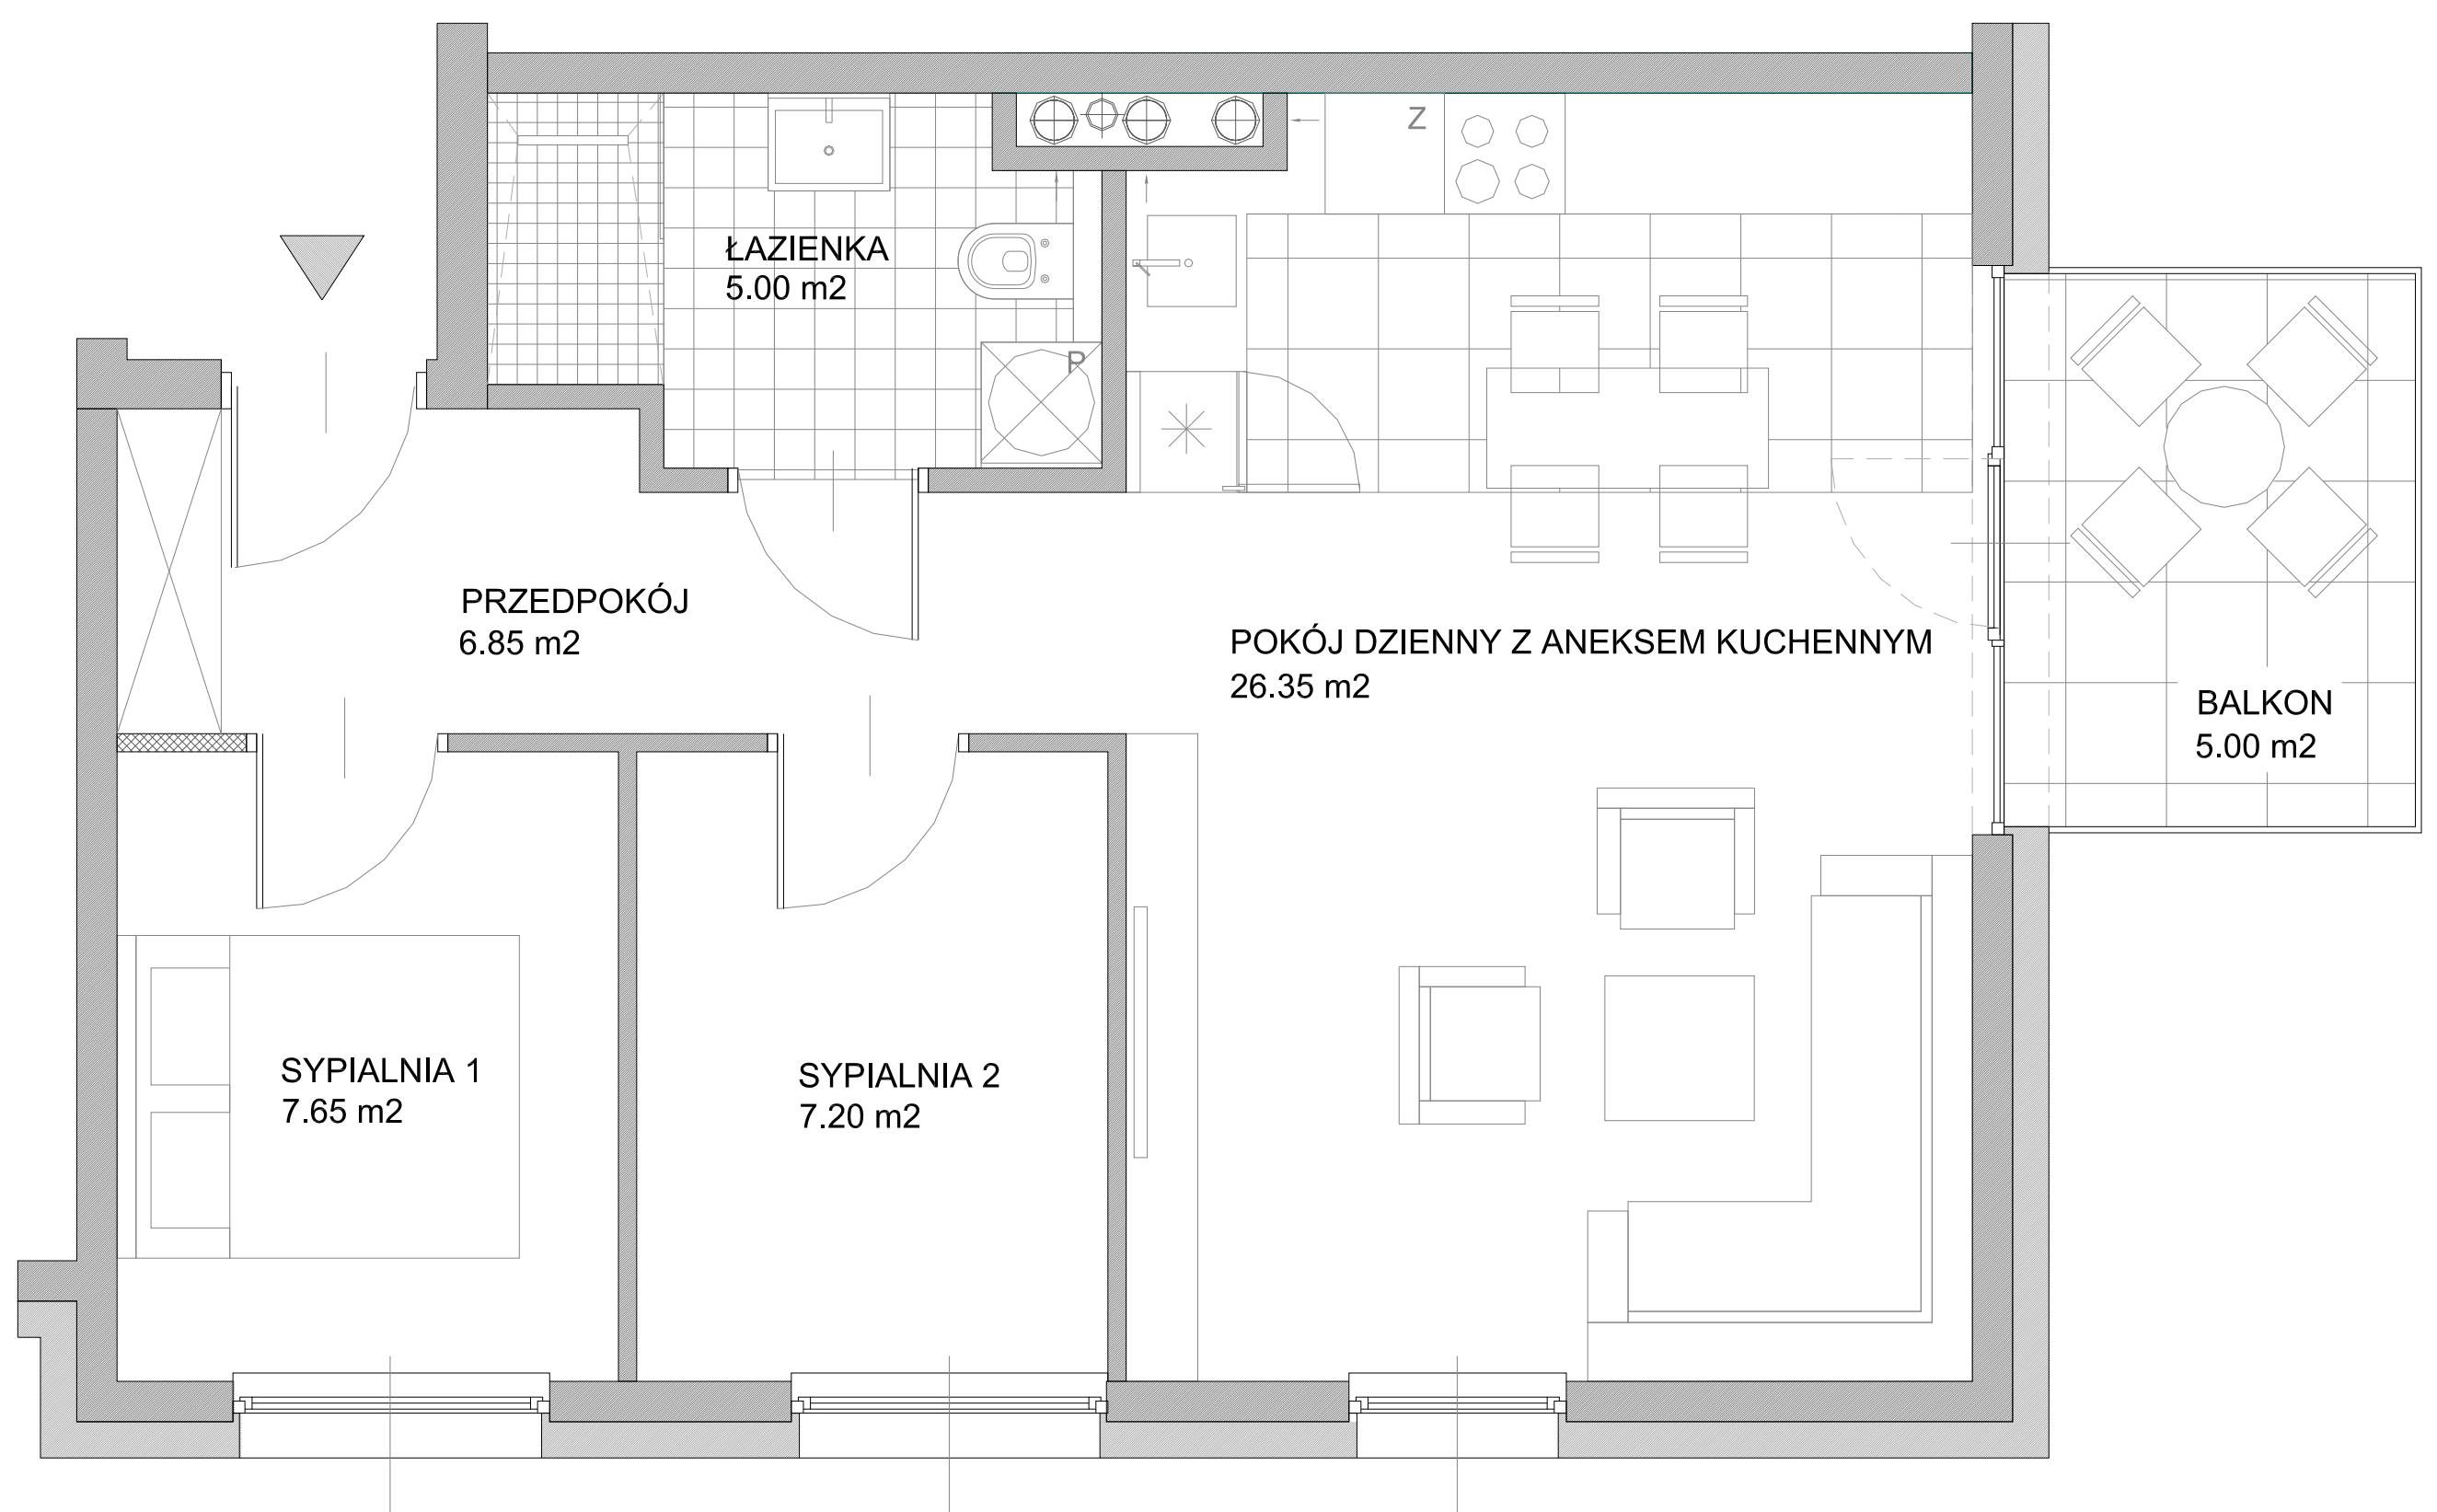 Z
ŁAZIENKA
5.00 m2
P
PRZEDPOKÓJ
6.85 m2
POKÓJ DZIENNY Z ANEKSEM KUCHENNYM
26.35 m2
BALKON
5.00 m2
SYPIALNIA 1
7.65 m2
SYPIALNIA 2
7.20 m2